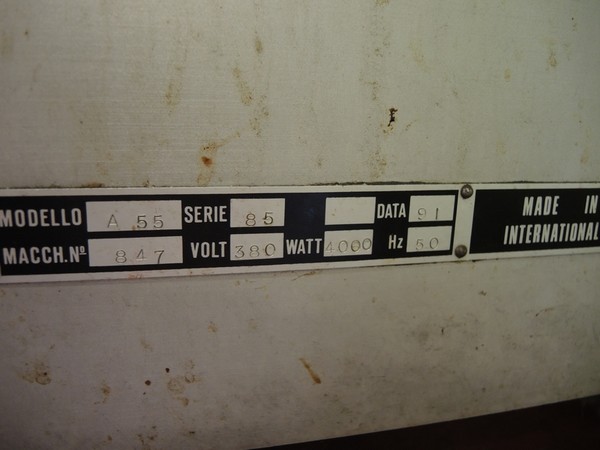 MODELLO A 55 SERIE 85 DATA 91
MACCH.Nº 847 VOLT 380 WATT 4000 Hz 50
MADE IN
INTERNATIONAL